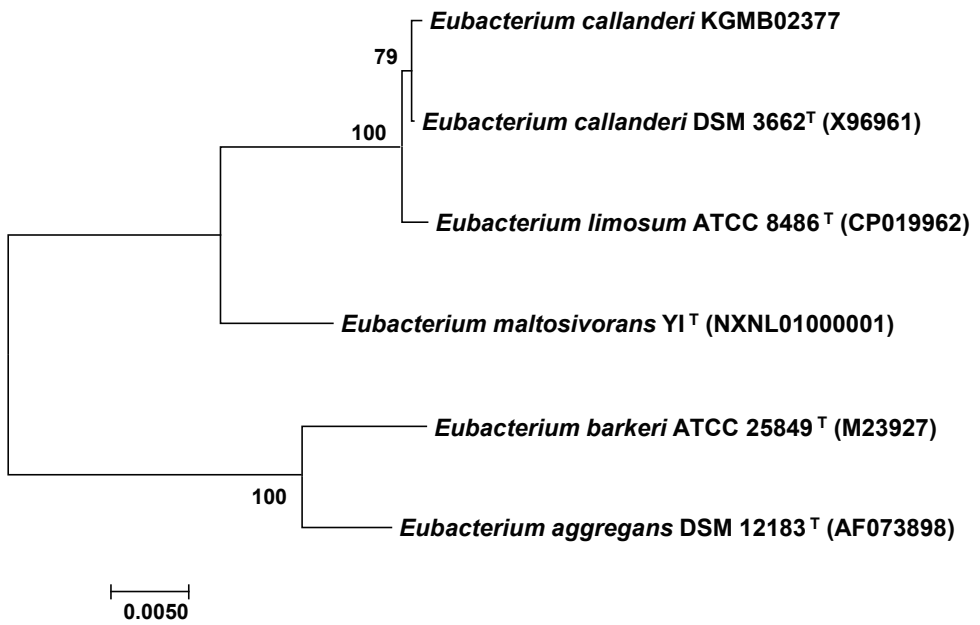 Eubacterium callanderi KGMB02377
79
Eubacterium callanderi DSM 3662ᵀ (X96961)
100
Eubacterium limosum ATCC 8486 ᵀ (CP019962)
Eubacterium maltosivorans YI ᵀ (NXNL01000001)
Eubacterium barkeri ATCC 25849 ᵀ (M23927)
100
Eubacterium aggregans DSM 12183 ᵀ (AF073898)
0.0050